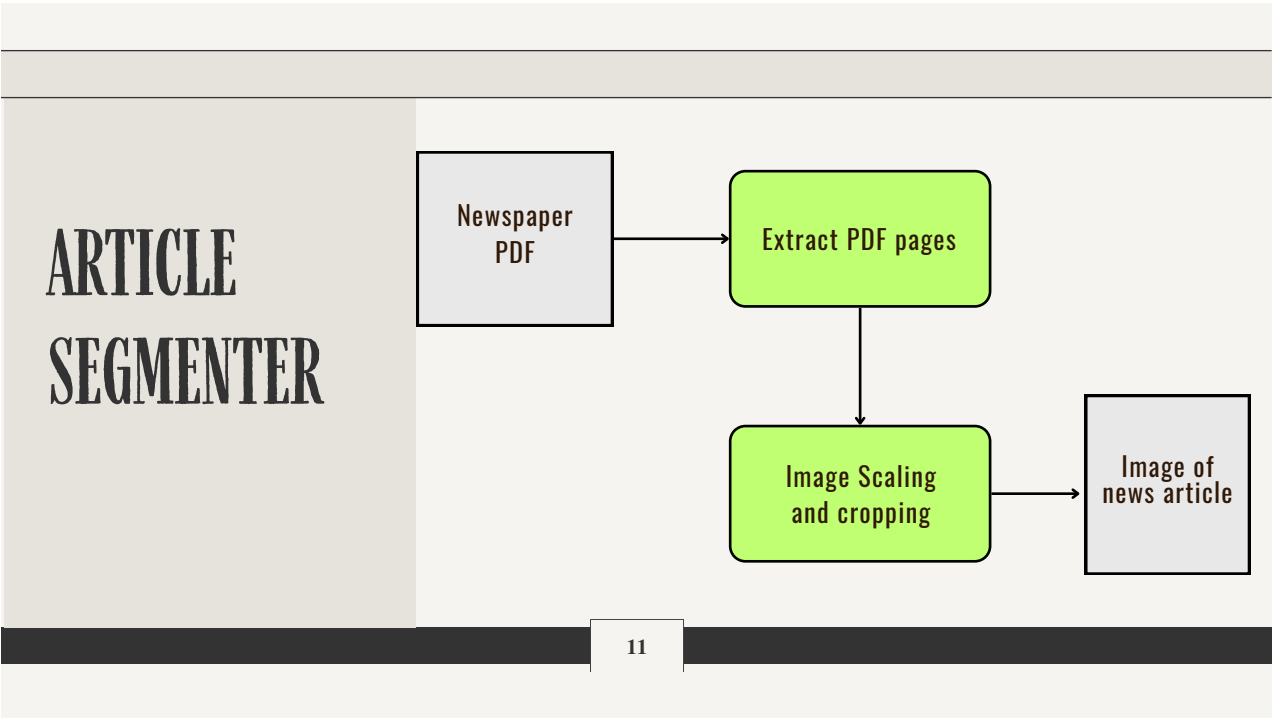 ARTICLE
SEGMENTER
Newspaper
PDF
Extract PDF pages
Image Scaling
and cropping
Image of
news article
11